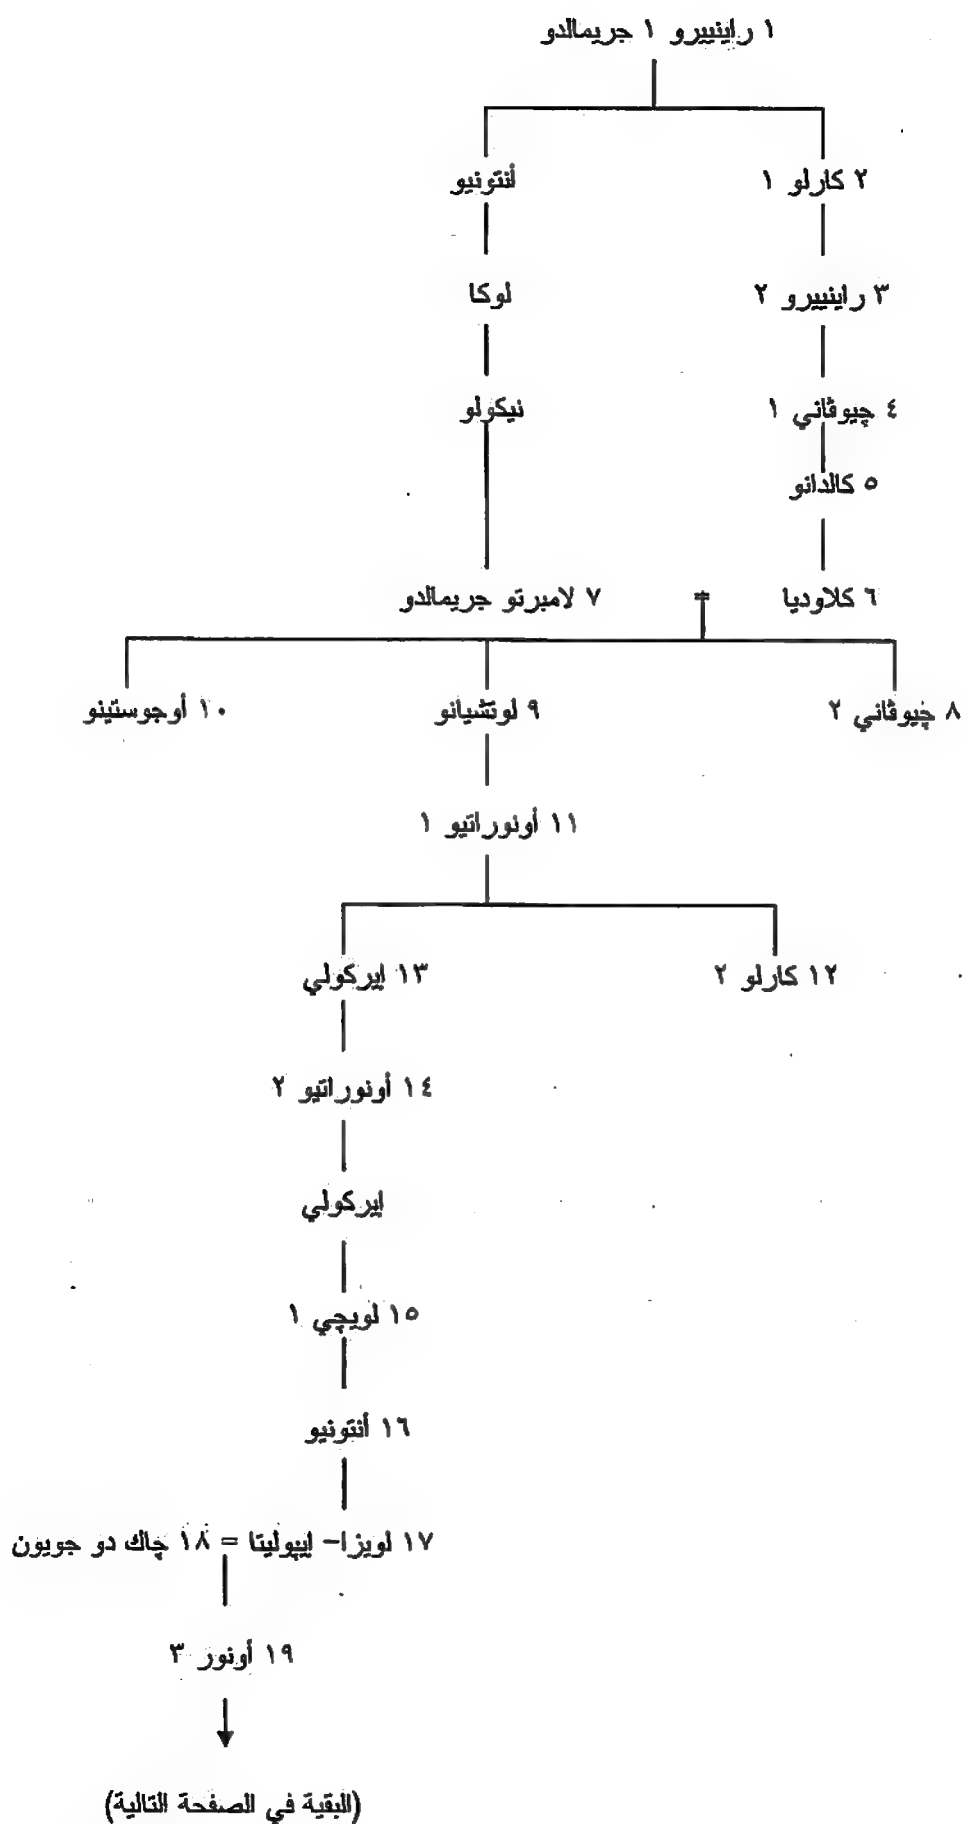 ١ راينييرو ١ جريمالدو
٢ كارلو ١
أنتونيو
٣ راينييرو ٢
لوكا
٤ چيوڤاني ١
نيكولو
٥ كالدانو
٦ كلاوديا = ٧ لامبرتو جريمالدو
٨ چيوڤاني ٢
٩ لوتشيانو
١٠ أوجوستينو
١١ أونوراتيو ١
١٢ كارلو ٢
١٣ إيركولي
١٤ أونوراتيو ٢
إيركولي
١٥ لويچي ١
١٦ أنتونيو
١٧ لويزا- إيپوليتا = ١٨ چاك دو جويون
١٩ أونور ٣
(البقية في الصفحة التالية)